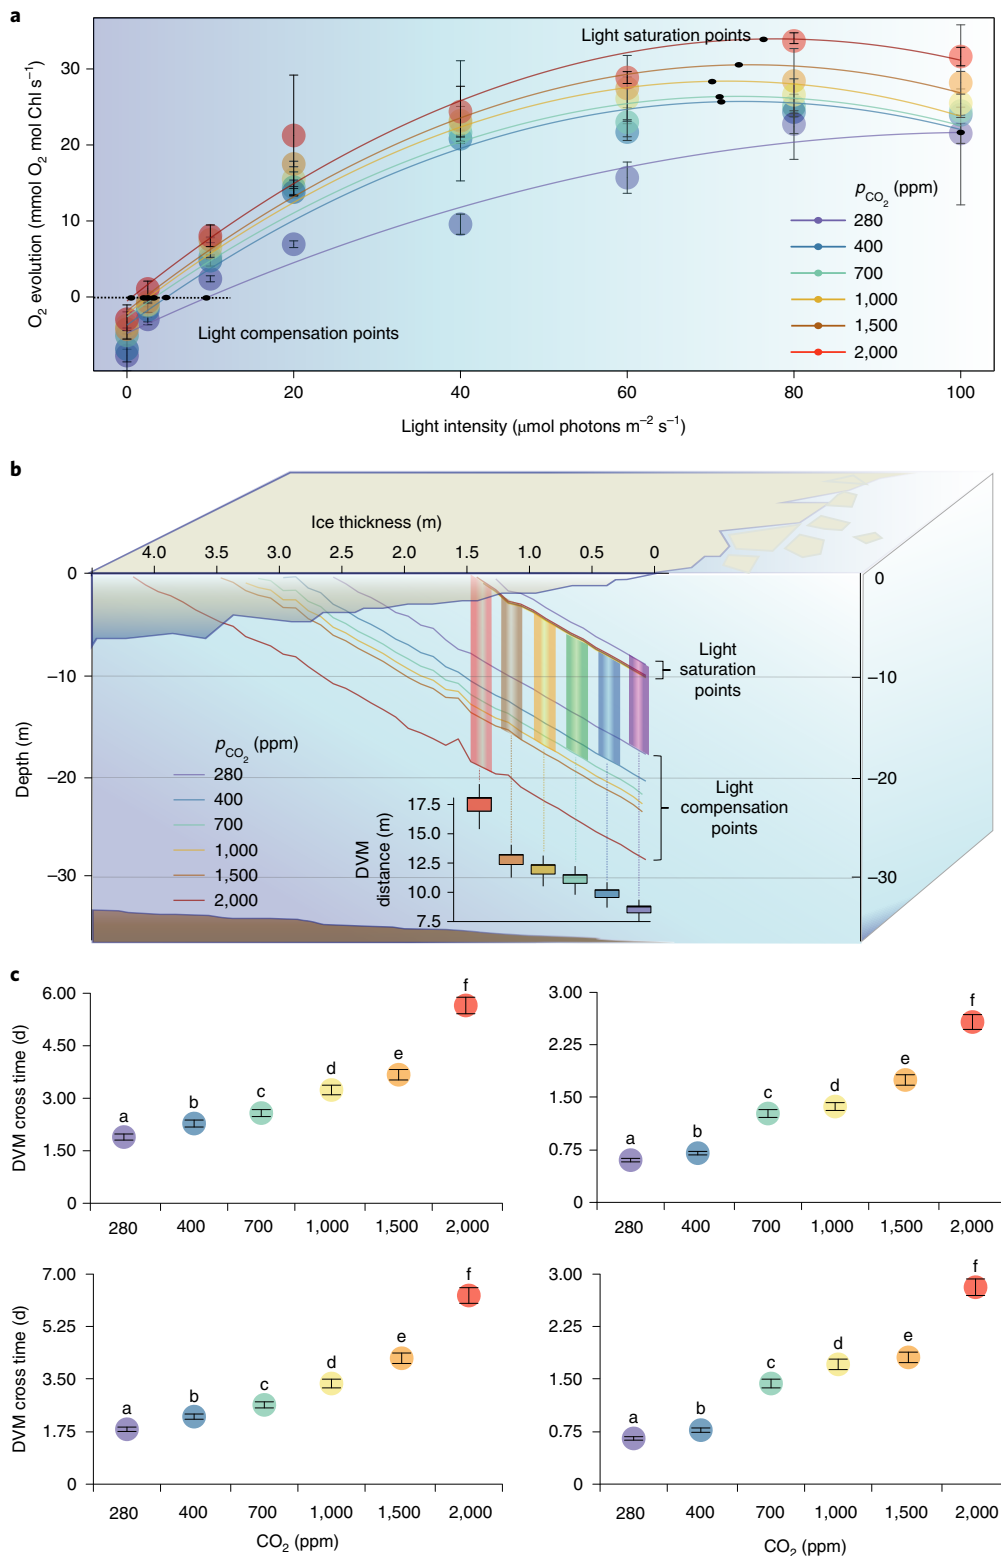 a
Light saturation points
30
20
10
0
O₂ evolution (mmol O₂ mol Chl s⁻¹)
Light compensation points
pCO₂ (ppm)
280
400
700
1,000
1,500
2,000
0 20 40 60 80 100
Light intensity (μmol photons m⁻² s⁻¹)
b
Ice thickness (m)
4.0 3.5 3.0 2.5 2.0 1.5 1.0 0.5 0
0 0
Light
saturation
points
–10 –10
Depth (m)
pCO₂ (ppm)
280
400
700
1,000
1,500
2,000
–20 –20
Light
compensation
points
DVM
distance (m)
17.5
15.0
12.5
10.0
7.5
–30 –30
c
6.00
4.50
3.00
1.50
0
DVM cross time (d)
a b c d e f
280 400 700 1,000 1,500 2,000
3.00
2.25
1.50
0.75
0
a b c d e f
280 400 700 1,000 1,500 2,000
7.00
5.25
3.50
1.75
0
DVM cross time (d)
a b c d e f
280 400 700 1,000 1,500 2,000
CO₂ (ppm)
3.00
2.25
1.50
0.75
0
a b c d e f
280 400 700 1,000 1,500 2,000
CO₂ (ppm)